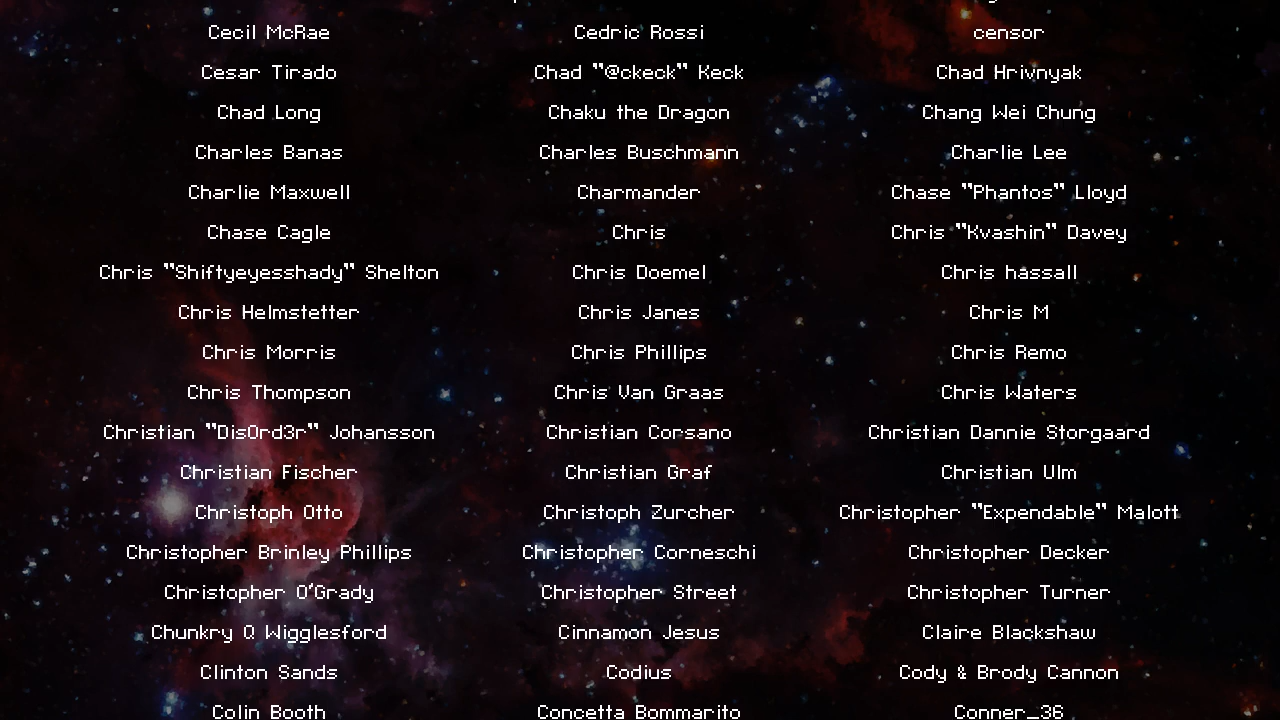 Cecil McRae Cedric Rossi censor
Cesar Tirado Chad "@ckeck" Keck Chad Hrivnyak
Chad Long Chaku the Dragon Chang Wei Chung
Charles Banas Charles Buschmann Charlie Lee
Charlie Maxwell Charmander Chase "Phantos" Lloyd
Chase Cagle Chris Chris "Kvashin" Davey
Chris "Shiftyeyesshady" Shelton Chris Doemel Chris hassall
Chris Helmstetter Chris Janes Chris M
Chris Morris Chris Phillips Chris Remo
Chris Thompson Chris Van Graas Chris Waters
Christian "Dis0rd3r" Johansson Christian Corsano Christian Dannie Storgaard
Christian Fischer Christian Graf Christian Ulm
Christoph Otto Christoph Zurcher Christopher "Expendable" Malott
Christopher Brinley Phillips Christopher Corneschi Christopher Decker
Christopher O'Grady Christopher Street Christopher Turner
Chunkry Q Wigglesford Cinnamon Jesus Claire Blackshaw
Clinton Sands Codius Cody & Brody Cannon
Colin Booth Concetta Bommarito Conner_36